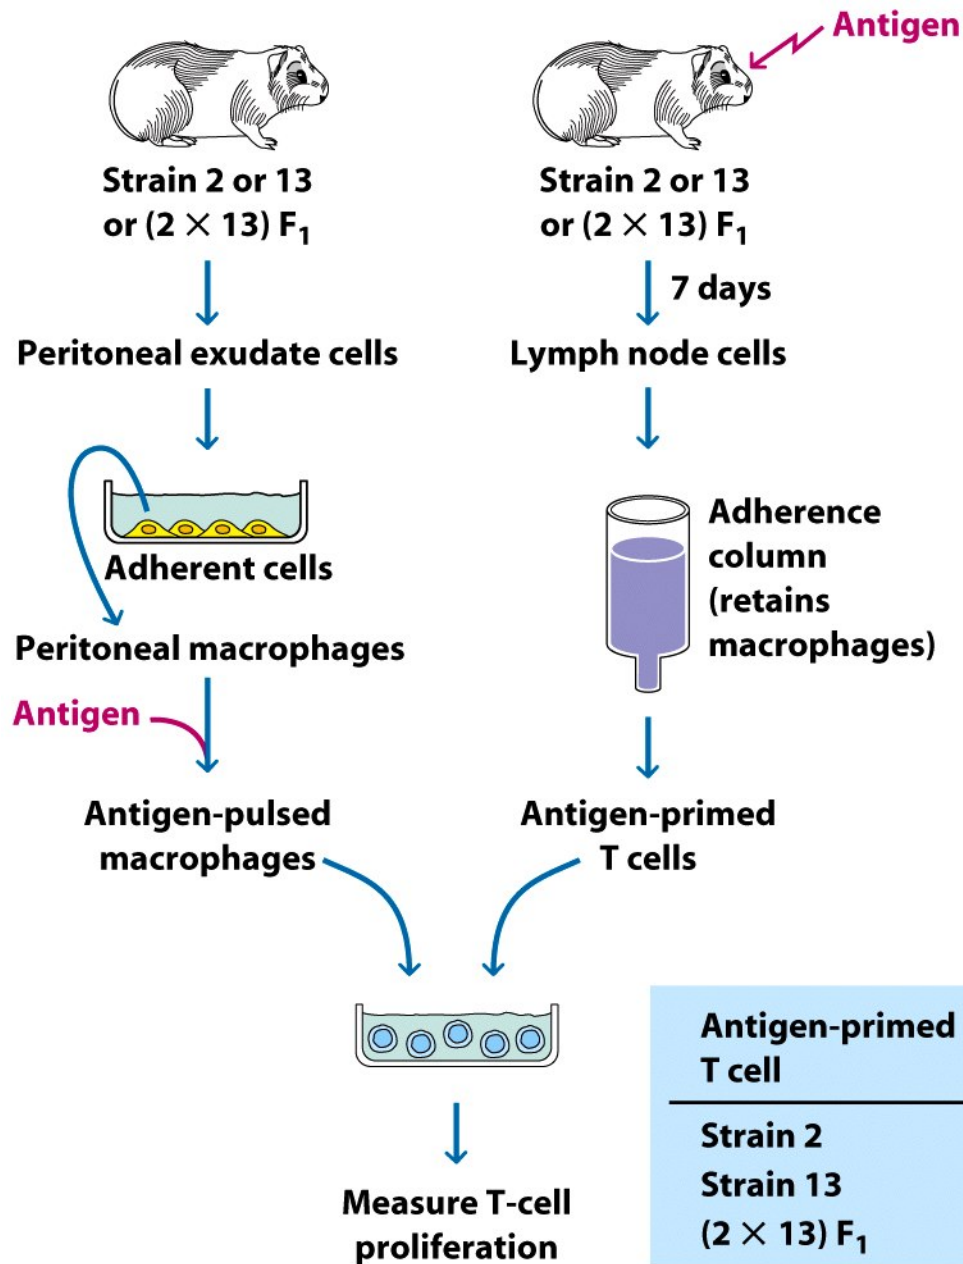 Antigen
Strain 2 or 13
or (2 × 13) F₁
Strain 2 or 13
or (2 × 13) F₁
7 days
Peritoneal exudate cells
Lymph node cells
Adherent cells
Adherence
column
(retains
macrophages)
Peritoneal macrophages
Antigen
Antigen-pulsed
macrophages
Antigen-primed
T cells
Measure T-cell
proliferation
Antigen-primed
T cell
Strain 2
Strain 13
(2 × 13) F₁